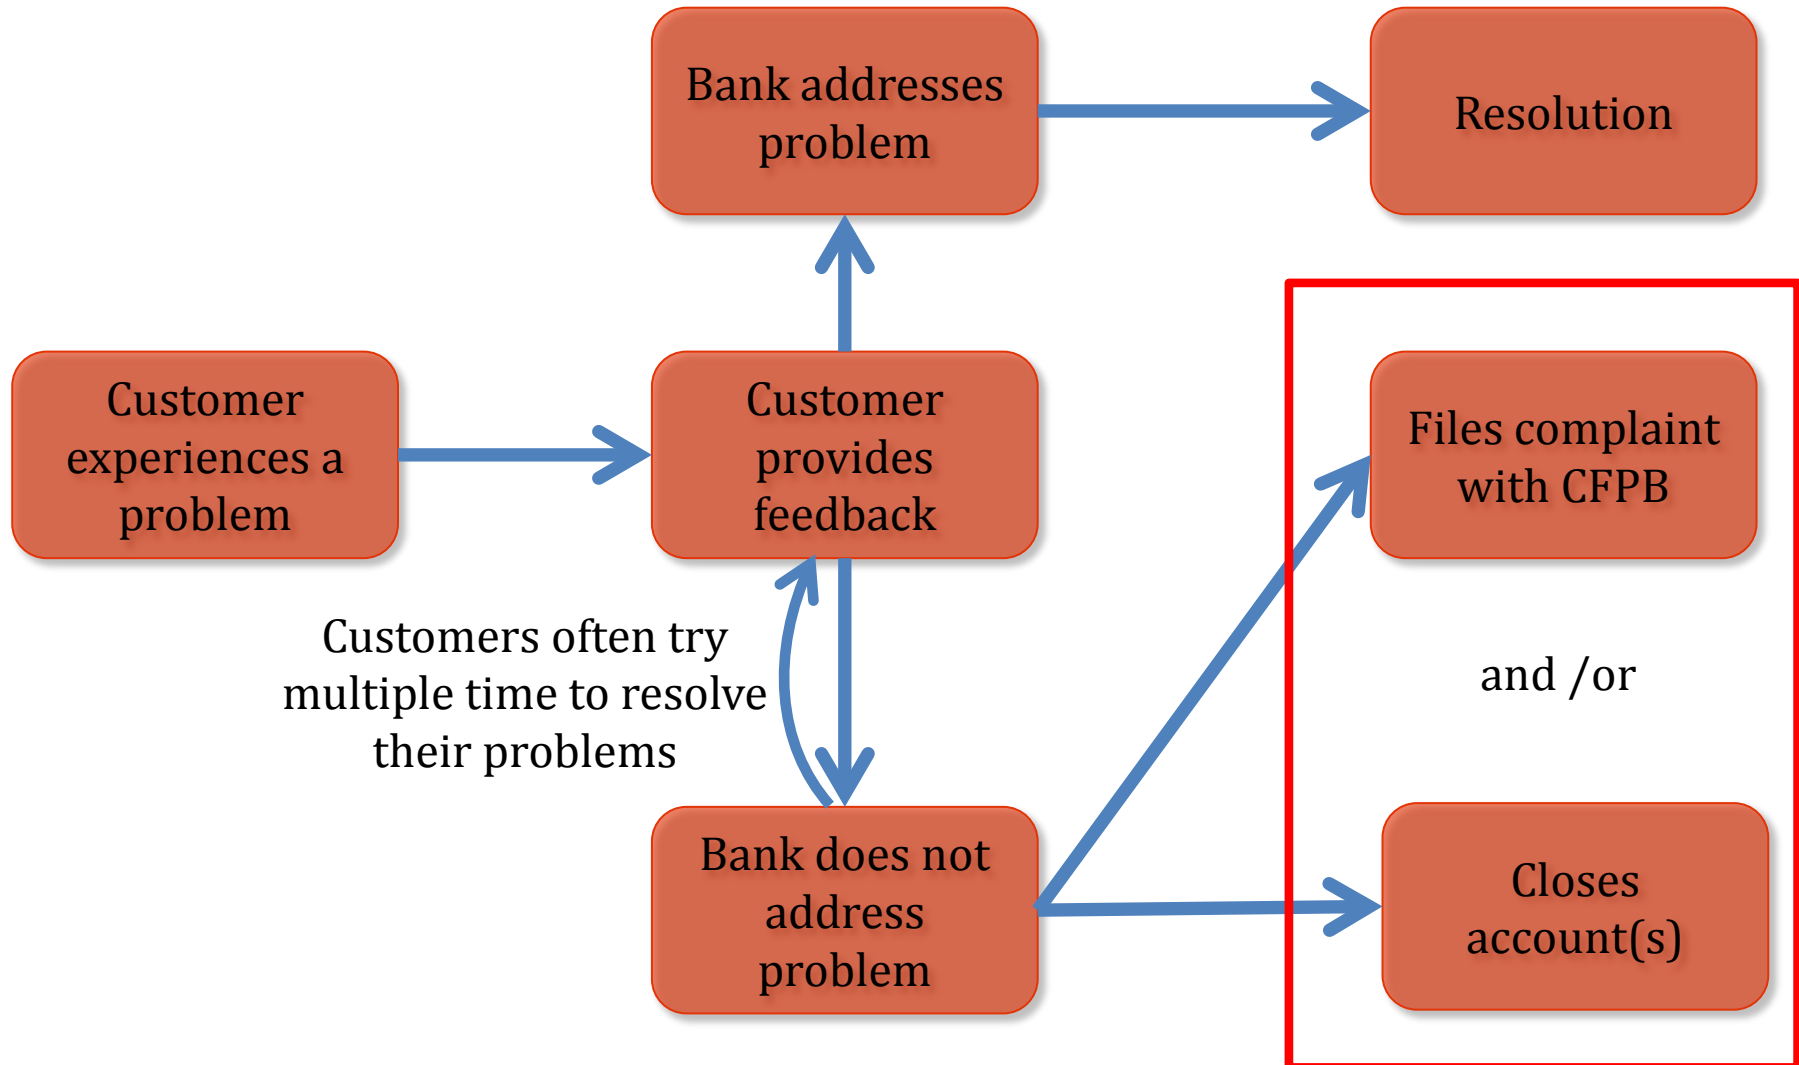 Bank addresses
problem
Resolution
Customer
experiences a
problem
Customer
provides
feedback
Files complaint
with CFPB
Customers often try
multiple time to resolve
their problems
and /or
Bank does not
address
problem
Closes
account(s)